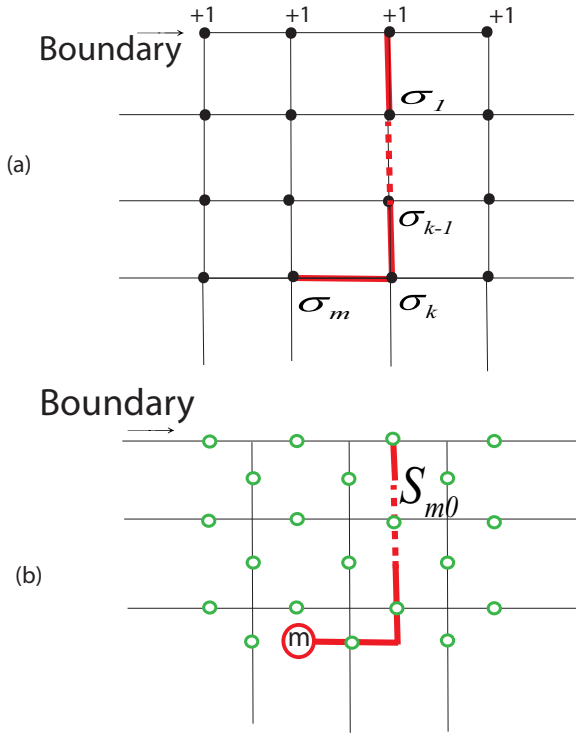 +1 +1 +1 +1
Boundary
σ1
(a)
σk-1
σm σk
Boundary
Sm0
(b)
m